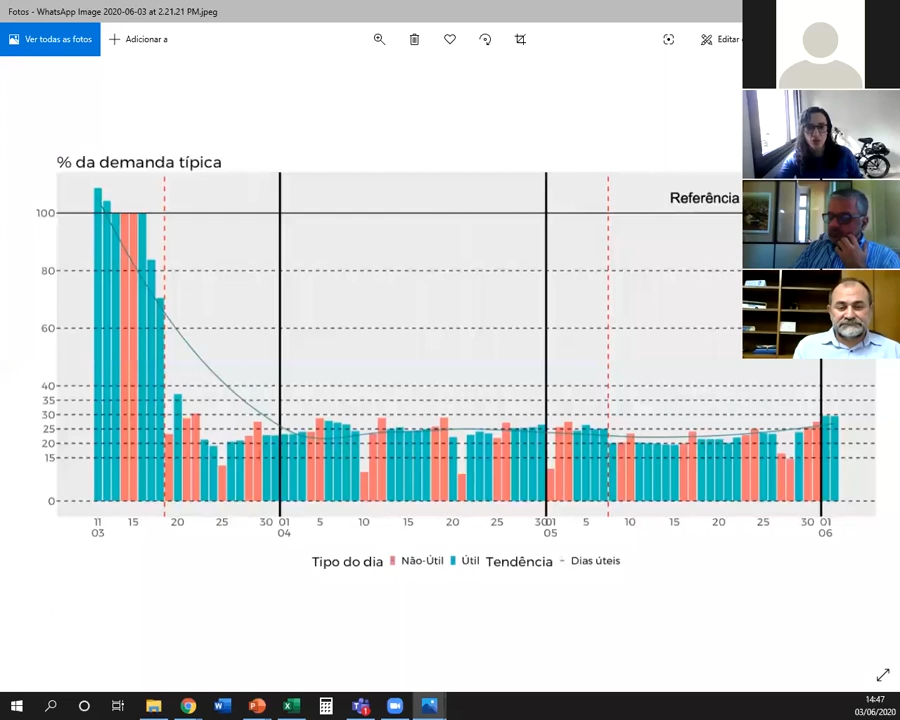 Fotos - WhatsApp Image 2020-06-03 at 2.21.21 PM.jpeg
Ver todas as fotos
Adicionar a
Editar
% da demanda típica
Referência
100
80
60
40
35
30
25
20
15
0
11 15 20 25 30 01 5 10 15 20 25 30 01 5 10 15 20 25 30 01
03 04 05 06
Tipo do dia Não-Útil Útil Tendência Dias úteis
14:47
03/06/2020